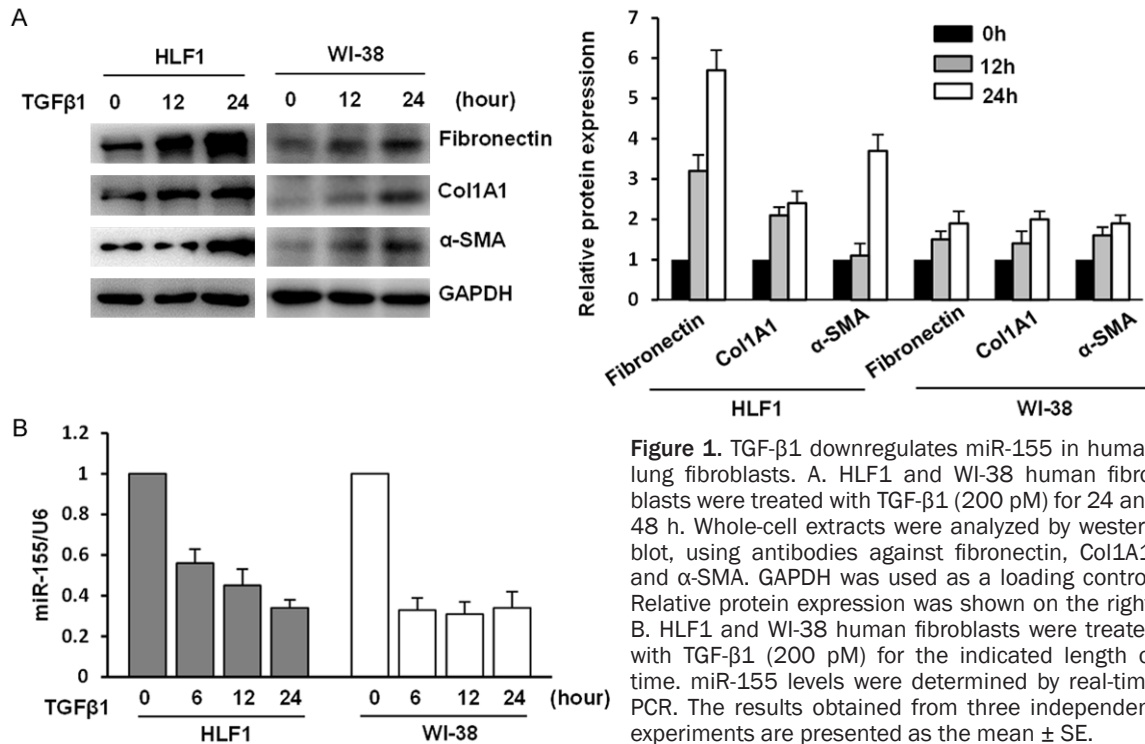 A
HLF1 WI-38
TGFβ1 0 12 24 0 12 24 (hour)
Fibronectin
Col1A1
α-SMA
GAPDH
Relative protein expressionn
7
6
5
4
3
2
1
0
0h
12h
24h
Fibronectin Col1A1 α-SMA Fibronectin Col1A1 α-SMA
HLF1 WI-38
B
miR-155/U6
1.2
1
0.8
0.6
0.4
0.2
0
TGFβ1 0 6 12 24 0 6 12 24 (hour)
HLF1 WI-38
Figure 1. TGF-β1 downregulates miR-155 in huma
lung fibroblasts. A. HLF1 and WI-38 human fibro
blasts were treated with TGF-β1 (200 pM) for 24 an
48 h. Whole-cell extracts were analyzed by wester
blot, using antibodies against fibronectin, Col1A1
and α-SMA. GAPDH was used as a loading contro
Relative protein expression was shown on the right
B. HLF1 and WI-38 human fibroblasts were treate
with TGF-β1 (200 pM) for the indicated length o
time. miR-155 levels were determined by real-tim
PCR. The results obtained from three independen
experiments are presented as the mean ± SE.